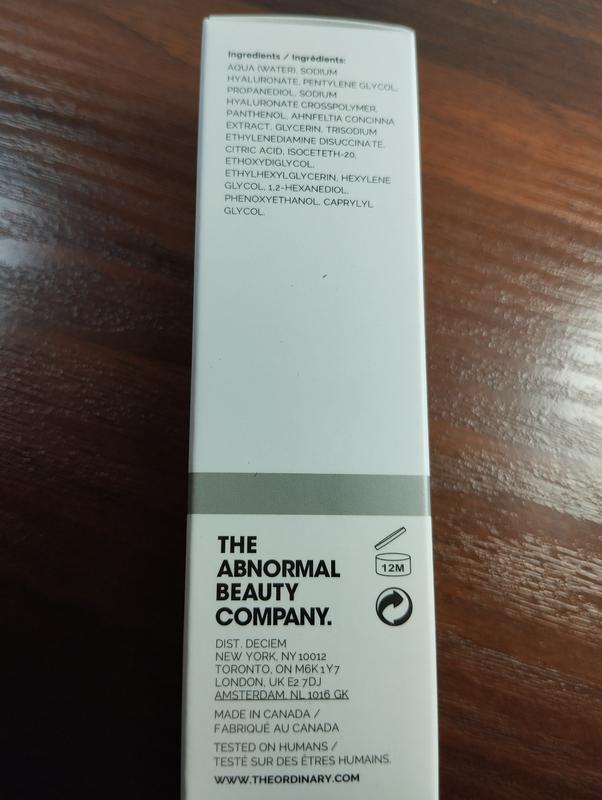 Ingredients / Ingrédients:
AQUA (WATER), SODIUM
HYALURONATE, PENTYLENE GLYCOL,
PROPANEDIOL, SODIUM
HYALURONATE CROSSPOLYMER,
PANTHENOL, AHNFELTIA CONCINNA
EXTRACT, GLYCERIN, TRISODIUM
ETHYLENEDIAMINE DISUCCINATE,
CITRIC ACID, ISOCETETH-20,
ETHOXYDIGLYCOL,
ETHYLHEXYLGLYCERIN, HEXYLENE
GLYCOL, 1,2-HEXANEDIOL,
PHENOXYETHANOL, CAPRYLYL
GLYCOL.
THE
ABNORMAL
BEAUTY
COMPANY.
12M
DIST. DECIEM
NEW YORK, NY 10012
TORONTO, ON M6K 1Y7
LONDON, UK E2 7DJ
AMSTERDAM, NL 1016 GK
MADE IN CANADA /
FABRIQUÉ AU CANADA
TESTED ON HUMANS /
TESTÉ SUR DES ÊTRES HUMAINS.
WWW.THEORDINARY.COM